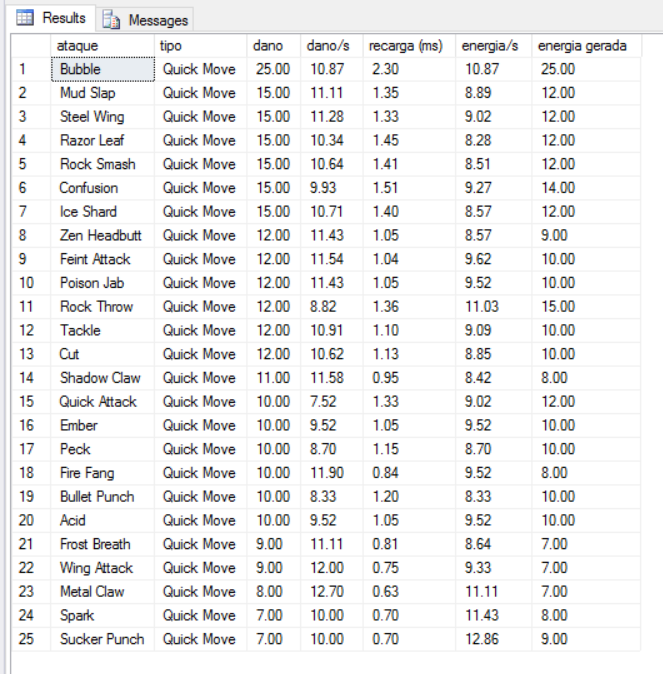 Results Messages
ataque tipo dano dano/s recarga (ms) energia/s energia gerada
1 Bubble Quick Move 25.00 10.87 2.30 10.87 25.00
2 Mud Slap Quick Move 15.00 11.11 1.35 8.89 12.00
3 Steel Wing Quick Move 15.00 11.28 1.33 9.02 12.00
4 Razor Leaf Quick Move 15.00 10.34 1.45 8.28 12.00
5 Rock Smash Quick Move 15.00 10.64 1.41 8.51 12.00
6 Confusion Quick Move 15.00 9.93 1.51 9.27 14.00
7 Ice Shard Quick Move 15.00 10.71 1.40 8.57 12.00
8 Zen Headbutt Quick Move 12.00 11.43 1.05 8.57 9.00
9 Feint Attack Quick Move 12.00 11.54 1.04 9.62 10.00
10 Poison Jab Quick Move 12.00 11.43 1.05 9.52 10.00
11 Rock Throw Quick Move 12.00 8.82 1.36 11.03 15.00
12 Tackle Quick Move 12.00 10.91 1.10 9.09 10.00
13 Cut Quick Move 12.00 10.62 1.13 8.85 10.00
14 Shadow Claw Quick Move 11.00 11.58 0.95 8.42 8.00
15 Quick Attack Quick Move 10.00 7.52 1.33 9.02 12.00
16 Ember Quick Move 10.00 9.52 1.05 9.52 10.00
17 Peck Quick Move 10.00 8.70 1.15 8.70 10.00
18 Fire Fang Quick Move 10.00 11.90 0.84 9.52 8.00
19 Bullet Punch Quick Move 10.00 8.33 1.20 8.33 10.00
20 Acid Quick Move 10.00 9.52 1.05 9.52 10.00
21 Frost Breath Quick Move 9.00 11.11 0.81 8.64 7.00
22 Wing Attack Quick Move 9.00 12.00 0.75 9.33 7.00
23 Metal Claw Quick Move 8.00 12.70 0.63 11.11 7.00
24 Spark Quick Move 7.00 10.00 0.70 11.43 8.00
25 Sucker Punch Quick Move 7.00 10.00 0.70 12.86 9.00